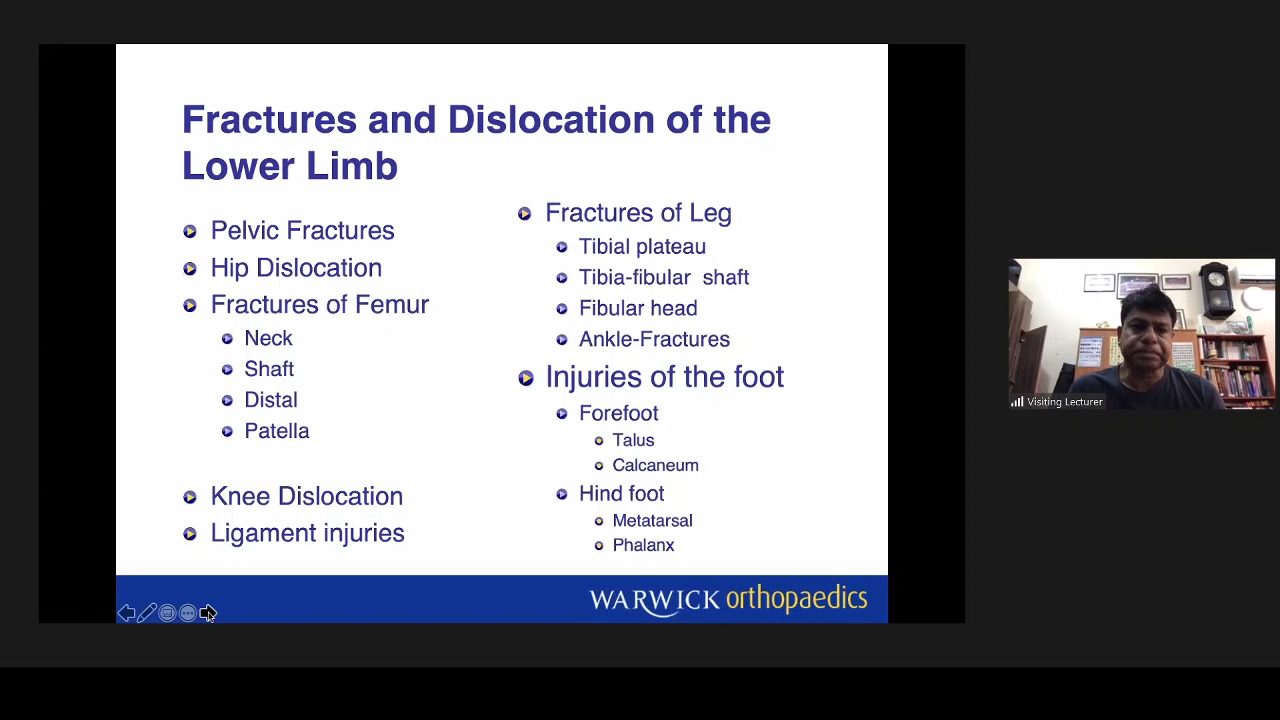 Fractures and Dislocation of the
Lower Limb
Pelvic Fractures
Hip Dislocation
Fractures of Femur
Neck
Shaft
Distal
Patella
Knee Dislocation
Ligament injuries
Fractures of Leg
Tibial plateau
Tibia-fibular shaft
Fibular head
Ankle-Fractures
Injuries of the foot
Forefoot
Talus
Calcaneum
Hind foot
Metatarsal
Phalanx
WARWICK orthopaedics
Visiting Lecturer